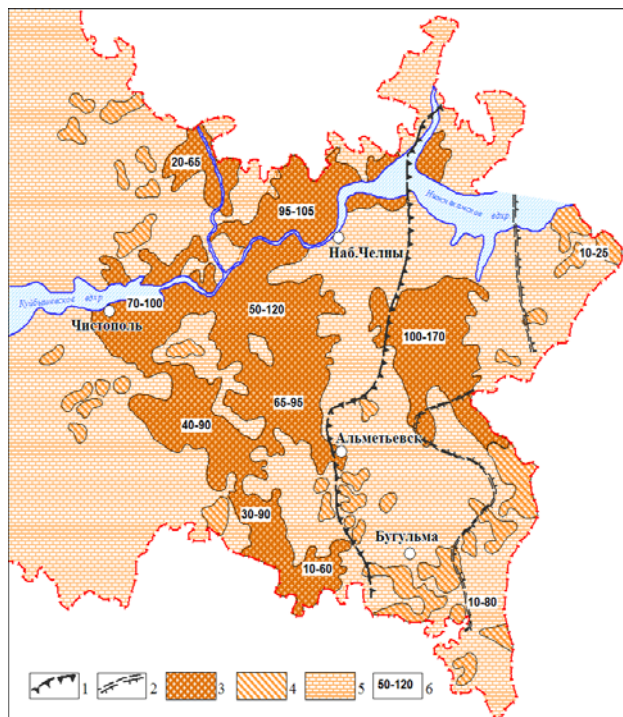 20-65
95-105
Нижнекамское вдхр
Наб.Челны
10-25
Куйбышевское вдхр
70-100
50-120
Чистополь
100-170
65-95
40-90
Альметьевск
30-90
Бугульма
10-60
10-80
1 2 3 4 5 50-120 6